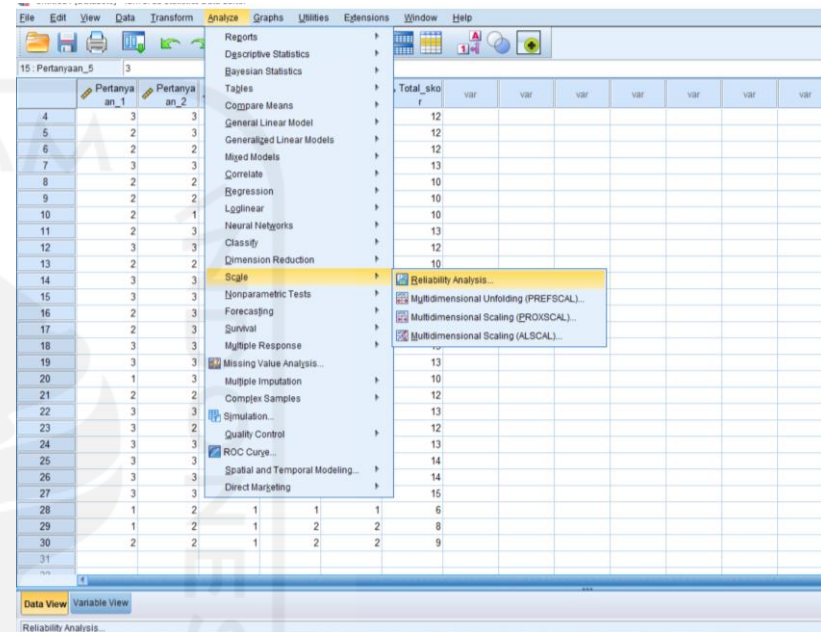 File Edit View Data Transform Analyze Graphs Utilities Extensions Window Help
15 : Pertanyaan_5 3
Pertanya an_1 Pertanya an_2 Total_sko r var var var var var
4 3 3 12
5 2 3 12
6 2 2 12
7 3 3 13
8 2 2 10
9 2 2 10
10 2 1 10
11 2 3 13
12 3 3 12
13 2 2 10
14 3 3
15 3 3
16 2 3
17 2 3
18 3 3
19 3 3 13
20 1 3 10
21 2 2 12
22 3 3 13
23 3 2 12
24 3 3 13
25 3 3 14
26 3 3 14
27 3 3 15
28 1 2 1 1 1 6
29 1 2 1 2 2 8
30 2 2 1 2 2 9
31
Reports
Descriptive Statistics
Bayesian Statistics
Tables
Compare Means
General Linear Model
Generalized Linear Models
Mixed Models
Correlate
Regression
Loglinear
Neural Networks
Classify
Dimension Reduction
Scale
Nonparametric Tests
Forecasting
Survival
Multiple Response
Missing Value Analysis...
Multiple Imputation
Complex Samples
Simulation...
Quality Control
ROC Curve...
Spatial and Temporal Modeling...
Direct Marketing
Reliability Analysis...
Multidimensional Unfolding (PREFSCAL)...
Multidimensional Scaling (PROXSCAL)...
Multidimensional Scaling (ALSCAL)...
Data View Variable View
Reliability Analysis...